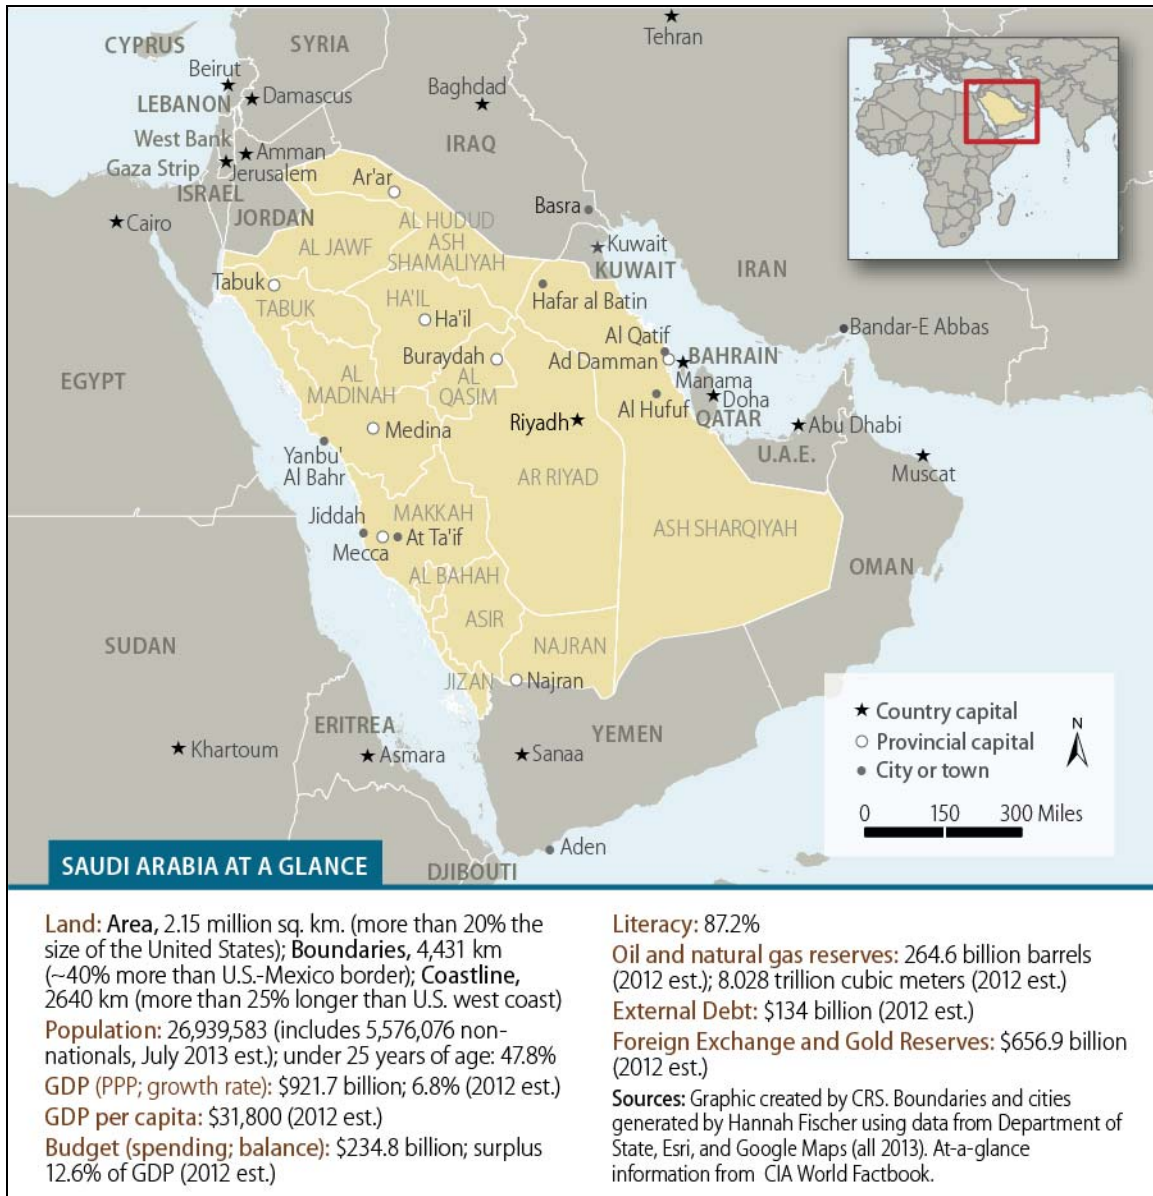 CYPRUS
SYRIA
Tehran
Beirut
LEBANON
Damascus
Baghdad
West Bank
IRAQ
Gaza Strip
Amman
Jerusalem
ISRAEL
Ar'ar
Cairo
JORDAN
Basra
AL HUDUD
ASH
SHAMALIYAH
AL JAWF
Kuwait
KUWAIT
IRAN
Tabuk
TABUK
HA'IL
Ha'il
Hafar al Batin
Bandar-E Abbas
Al Qatif
Ad Damman
BAHRAIN
Manama
Buraydah
AL
QASIM
EGYPT
AL
MADINAH
Al Hufuf
Doha
QATAR
Medina
Riyadh
Abu Dhabi
U.A.E.
Muscat
Yanbu'
Al Bahr
AR RIYAD
Jiddah
MAKKAH
Mecca
At Ta'if
ASH SHARQIYAH
AL BAHAH
OMAN
ASIR
SUDAN
NAJRAN
JIZAN
Najran
ERITREA
YEMEN
Khartoum
Asmara
Sanaa
Aden
DJIBOUTI
Country capital
Provincial capital
City or town
N
0 150 300 Miles
SAUDI ARABIA AT A GLANCE
Land: Area, 2.15 million sq. km. (more than 20% the
size of the United States); Boundaries, 4,431 km
(~40% more than U.S.-Mexico border); Coastline,
2640 km (more than 25% longer than U.S. west coast)
Population: 26,939,583 (includes 5,576,076 non-
nationals, July 2013 est.); under 25 years of age: 47.8%
GDP (PPP; growth rate): $921.7 billion; 6.8% (2012 est.)
GDP per capita: $31,800 (2012 est.)
Budget (spending; balance): $234.8 billion; surplus
12.6% of GDP (2012 est.)
Literacy: 87.2%
Oil and natural gas reserves: 264.6 billion barrels
(2012 est.); 8.028 trillion cubic meters (2012 est.)
External Debt: $134 billion (2012 est.)
Foreign Exchange and Gold Reserves: $656.9 billion
(2012 est.)
Sources: Graphic created by CRS. Boundaries and cities
generated by Hannah Fischer using data from Department of
State, Esri, and Google Maps (all 2013). At-a-glance
information from CIA World Factbook.